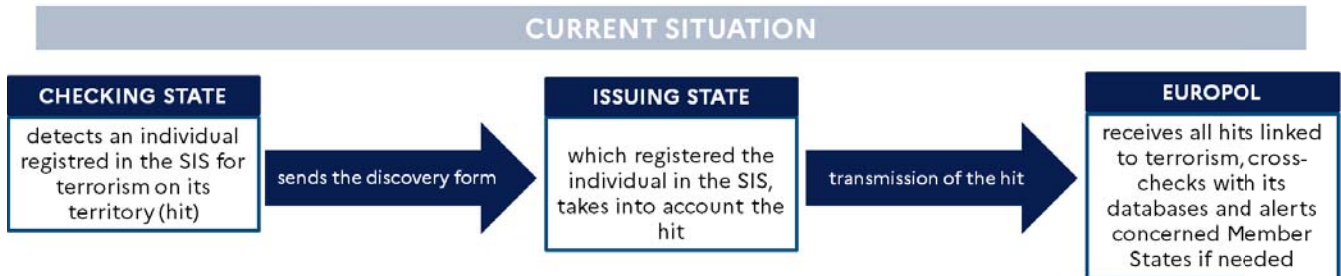 CURRENT SITUATION
CHECKING STATE
detects an individual
registred in the SIS for
terrorism on its
territory (hit)
sends the discovery form
ISSUING STATE
which registered the
individual in the SIS,
takes into account the
hit
transmission of the hit
EUROPOL
receives all hits linked
to terrorism, cross-
checks with its
databases and alerts
concerned Member
States if needed